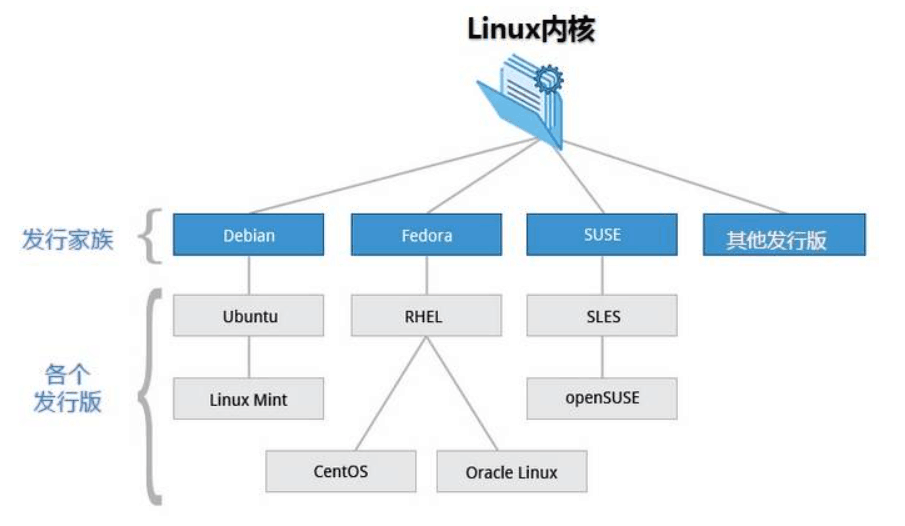 Linux内核
发行家族
Debian
Fedora
SUSE
其他发行版
各个
发行版
Ubuntu
RHEL
SLES
Linux Mint
openSUSE
CentOS
Oracle Linux